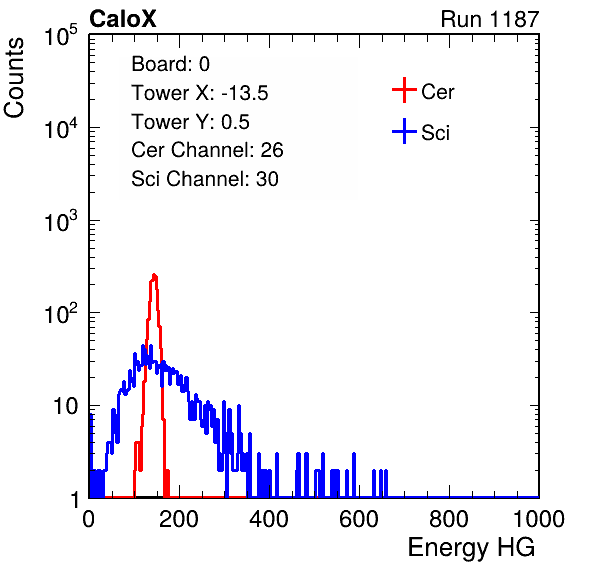 CaloX Run 1187
Counts
10^5
10^4
10^3
10^2
10
1
Board: 0
Tower X: -13.5
Tower Y: 0.5
Cer Channel: 26
Sci Channel: 30
Cer
Sci
0 200 400 600 800 1000
Energy HG